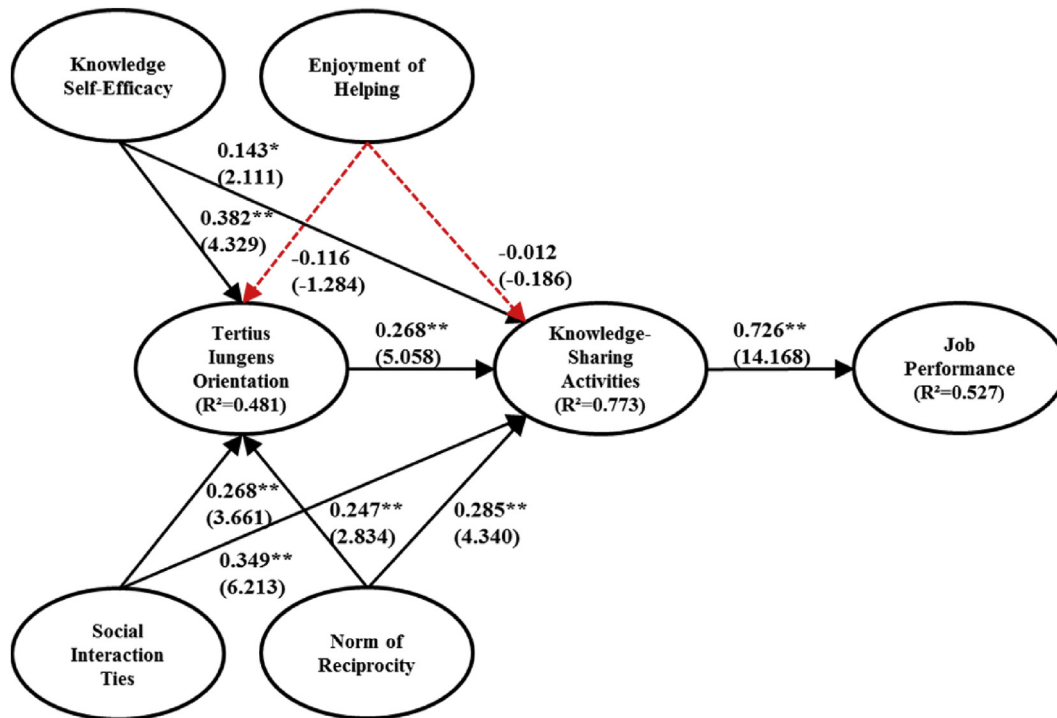 Knowledge
Self-Efficacy
Enjoyment of
Helping
0.143*
(2.111)
0.382**
(4.329)
-0.116
(-1.284)
-0.012
(-0.186)
Tertius
Iungens
Orientation
(R²=0.481)
0.268**
(5.058)
Knowledge-
Sharing
Activities
(R²=0.773)
0.726**
(14.168)
Job
Performance
(R²=0.527)
0.268**
(3.661)
0.247**
(2.834)
0.285**
(4.340)
0.349**
(6.213)
Social
Interaction
Ties
Norm of
Reciprocity